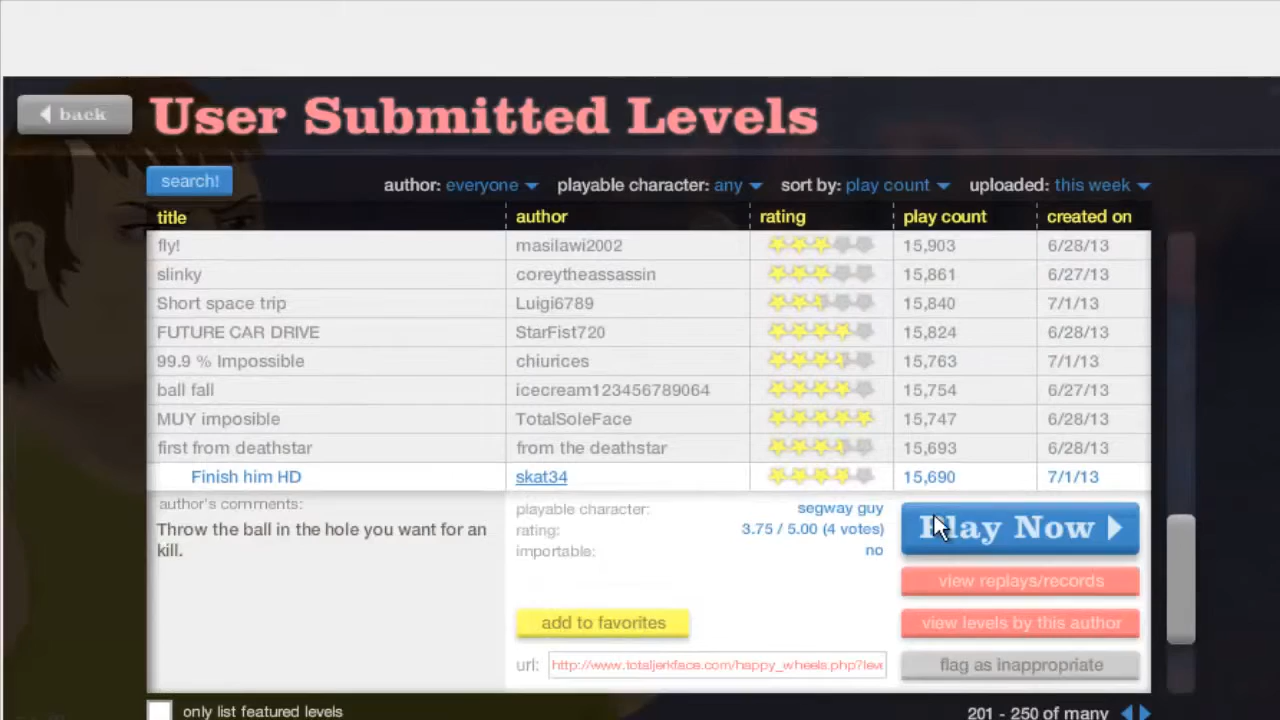 back
User Submitted Levels
search!
author: everyone playable character: any sort by: play count uploaded: this week
title author rating play count created on
fly! masilawi2002 15,903 6/28/13
slinky coreytheassassin 15,861 6/27/13
Short space trip Luigi6789 15,840 7/1/13
FUTURE CAR DRIVE StarFist720 15,824 6/28/13
99.9 % Impossible chiurices 15,763 7/1/13
ball fall icecream123456789064 15,754 6/27/13
MUY imposible TotalSoleFace 15,747 6/28/13
first from deathstar from the deathstar 15,693 6/28/13
Finish him HD skat34 15,690 7/1/13
author's comments:
Throw the ball in the hole you want for an
kill.
playable character: segway guy
rating: 3.75 / 5.00 (4 votes)
importable: no
Play Now
view replays/records
add to favorites
view levels by this author
url: http://www.totaljerkface.com/happy_wheels.php?leve
flag as inappropriate
only list featured levels
201 - 250 of many